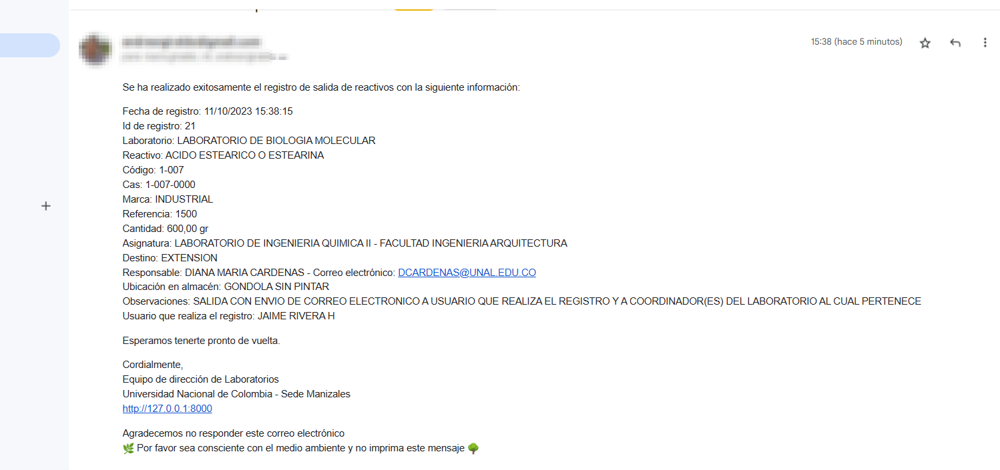 15:38 (hace 5 minutos)
Se ha realizado exitosamente el registro de salida de reactivos con la siguiente información:
Fecha de registro: 11/10/2023 15:38:15
Id de registro: 21
Laboratorio: LABORATORIO DE BIOLOGIA MOLECULAR
Reactivo: ACIDO ESTEARICO O ESTEARINA
Código: 1-007
Cas: 1-007-0000
Marca: INDUSTRIAL
Referencia: 1500
Cantidad: 600,00 gr
Asignatura: LABORATORIO DE INGENIERIA QUIMICA II - FACULTAD INGENIERIA ARQUITECTURA
Destino: EXTENSION
Responsable: DIANA MARIA CARDENAS - Correo electrónico: DCARDENAS@UNAL.EDU.CO
Ubicación en almacén: GONDOLA SIN PINTAR
Observaciones: SALIDA CON ENVIO DE CORREO ELECTRONICO A USUARIO QUE REALIZA EL REGISTRO Y A COORDINADOR(ES) DEL LABORATORIO AL CUAL PERTENECE
Usuario que realiza el registro: JAIME RIVERA H
Esperamos tenerte pronto de vuelta.
Cordialmente,
Equipo de dirección de Laboratorios
Universidad Nacional de Colombia - Sede Manizales
http://127.0.0.1:8000
Agradecemos no responder este correo electrónico
🌿 Por favor sea consciente con el medio ambiente y no imprima este mensaje 🌳